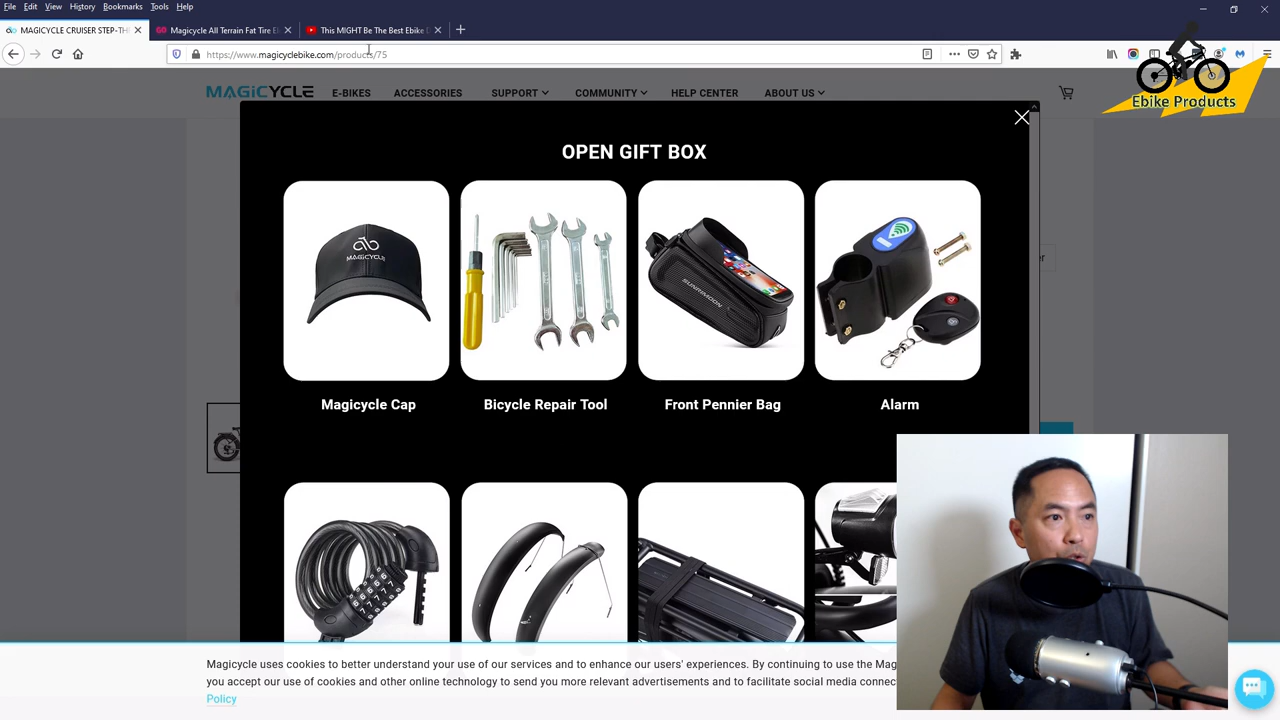 File Edit View History Bookmarks Tools Help
MAGICYCLE CRUISER STEP-TH
Magicycle All Terrain Fat Tire E
This MIGHT Be The Best Ebike
https://www.magicyclebike.com/products/75
Ebike Products
MAGICYCLE E-BIKES ACCESSORIES SUPPORT COMMUNITY HELP CENTER ABOUT US
OPEN GIFT BOX
MAGICYCLE
SUNRIMOON
er
Magicycle Cap Bicycle Repair Tool Front Pennier Bag Alarm
Magicycle uses cookies to better understand your use of our services and to enhance our users' experiences. By continuing to use the Mag
you accept our use of cookies and other online technology to send you more relevant advertisements and to facilitate social media connec
Policy